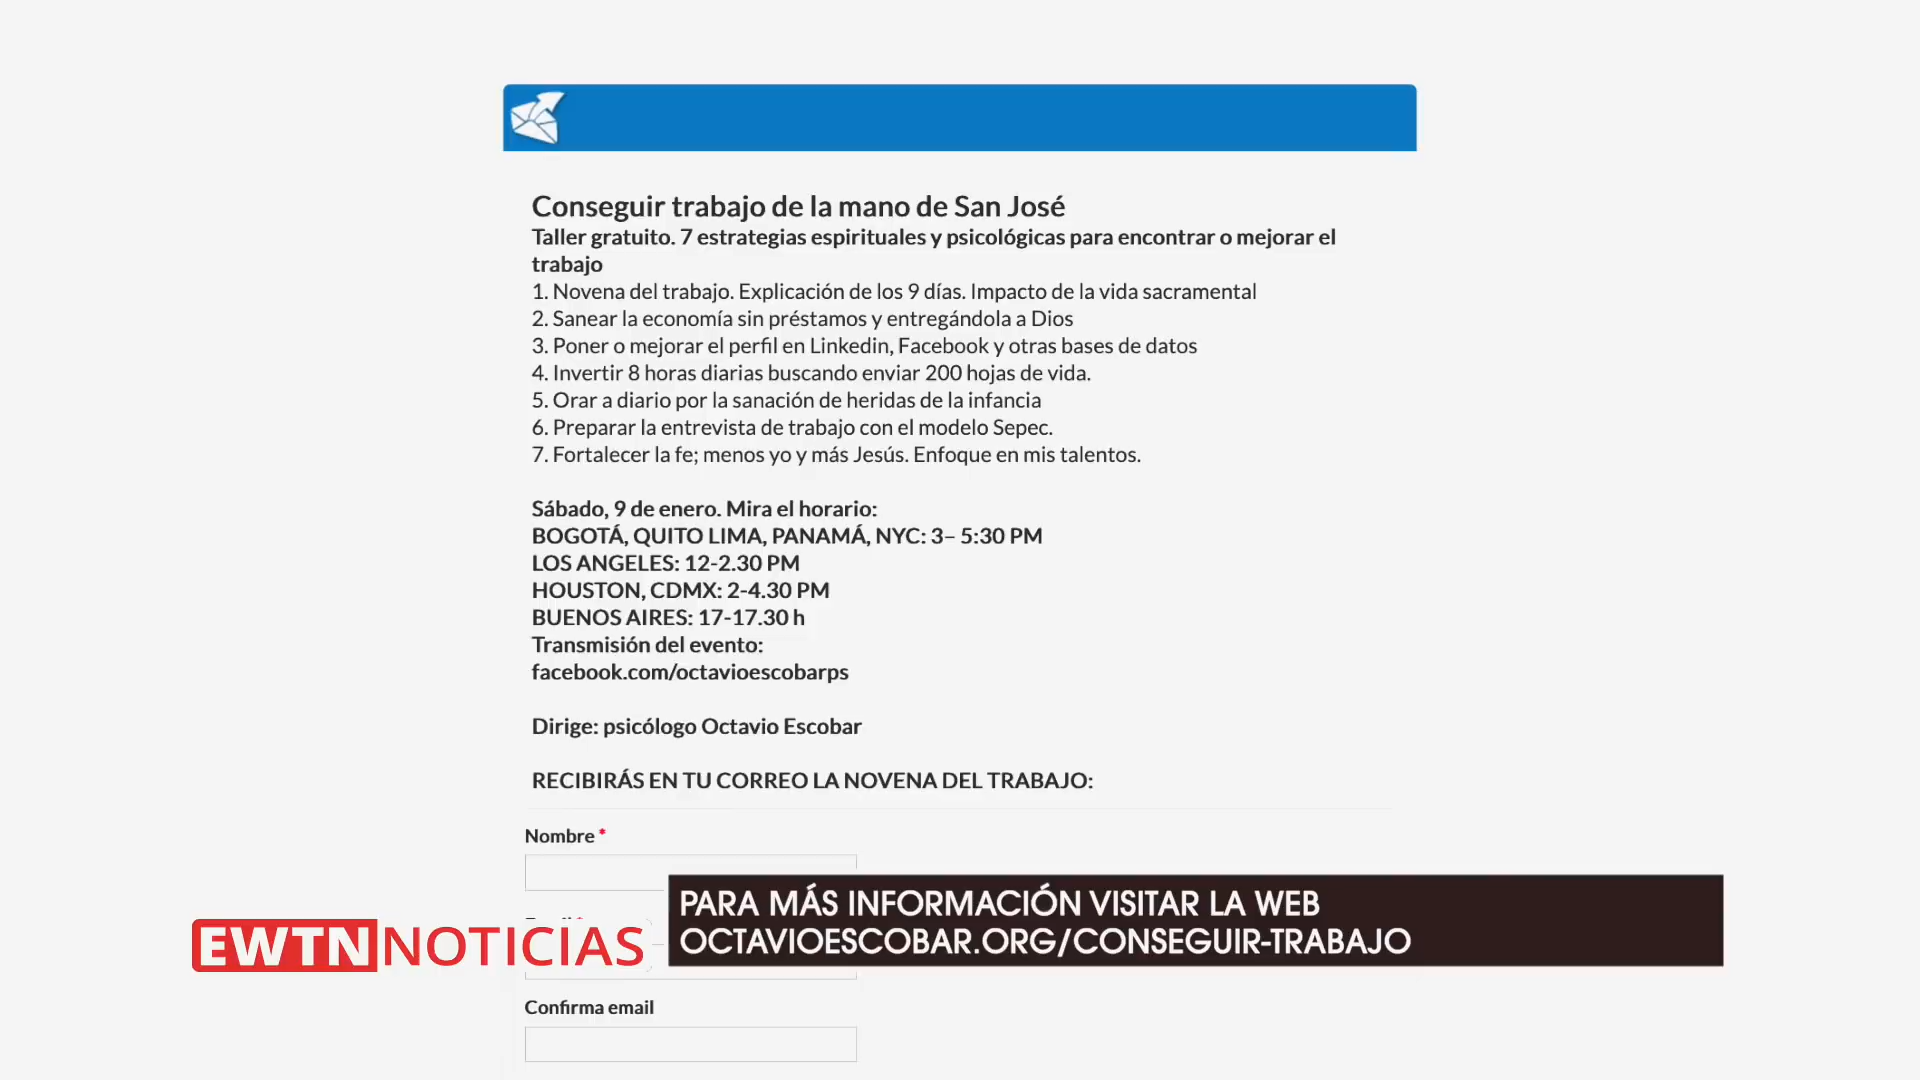 Conseguir trabajo de la mano de San José
Taller gratuito. 7 estrategias espirituales y psicológicas para encontrar o mejorar el
trabajo
1. Novena del trabajo. Explicación de los 9 días. Impacto de la vida sacramental
2. Sanear la economía sin préstamos y entregándola a Dios
3. Poner o mejorar el perfil en Linkedin, Facebook y otras bases de datos
4. Invertir 8 horas diarias buscando enviar 200 hojas de vida.
5. Orar a diario por la sanación de heridas de la infancia
6. Preparar la entrevista de trabajo con el modelo Sepec.
7. Fortalecer la fe; menos yo y más Jesús. Enfoque en mis talentos.
Sábado, 9 de enero. Mira el horario:
BOGOTÁ, QUITO LIMA, PANAMÁ, NYC: 3– 5:30 PM
LOS ANGELES: 12-2.30 PM
HOUSTON, CDMX: 2-4.30 PM
BUENOS AIRES: 17-17.30 h
Transmisión del evento:
facebook.com/octavioescobarps
Dirige: psicólogo Octavio Escobar
RECIBIRÁS EN TU CORREO LA NOVENA DEL TRABAJO:
Nombre *
PARA MÁS INFORMACIÓN VISITAR LA WEB
OCTAVIOESCOBAR.ORG/CONSEGUIR-TRABAJO
EWTN NOTICIAS
Confirma email